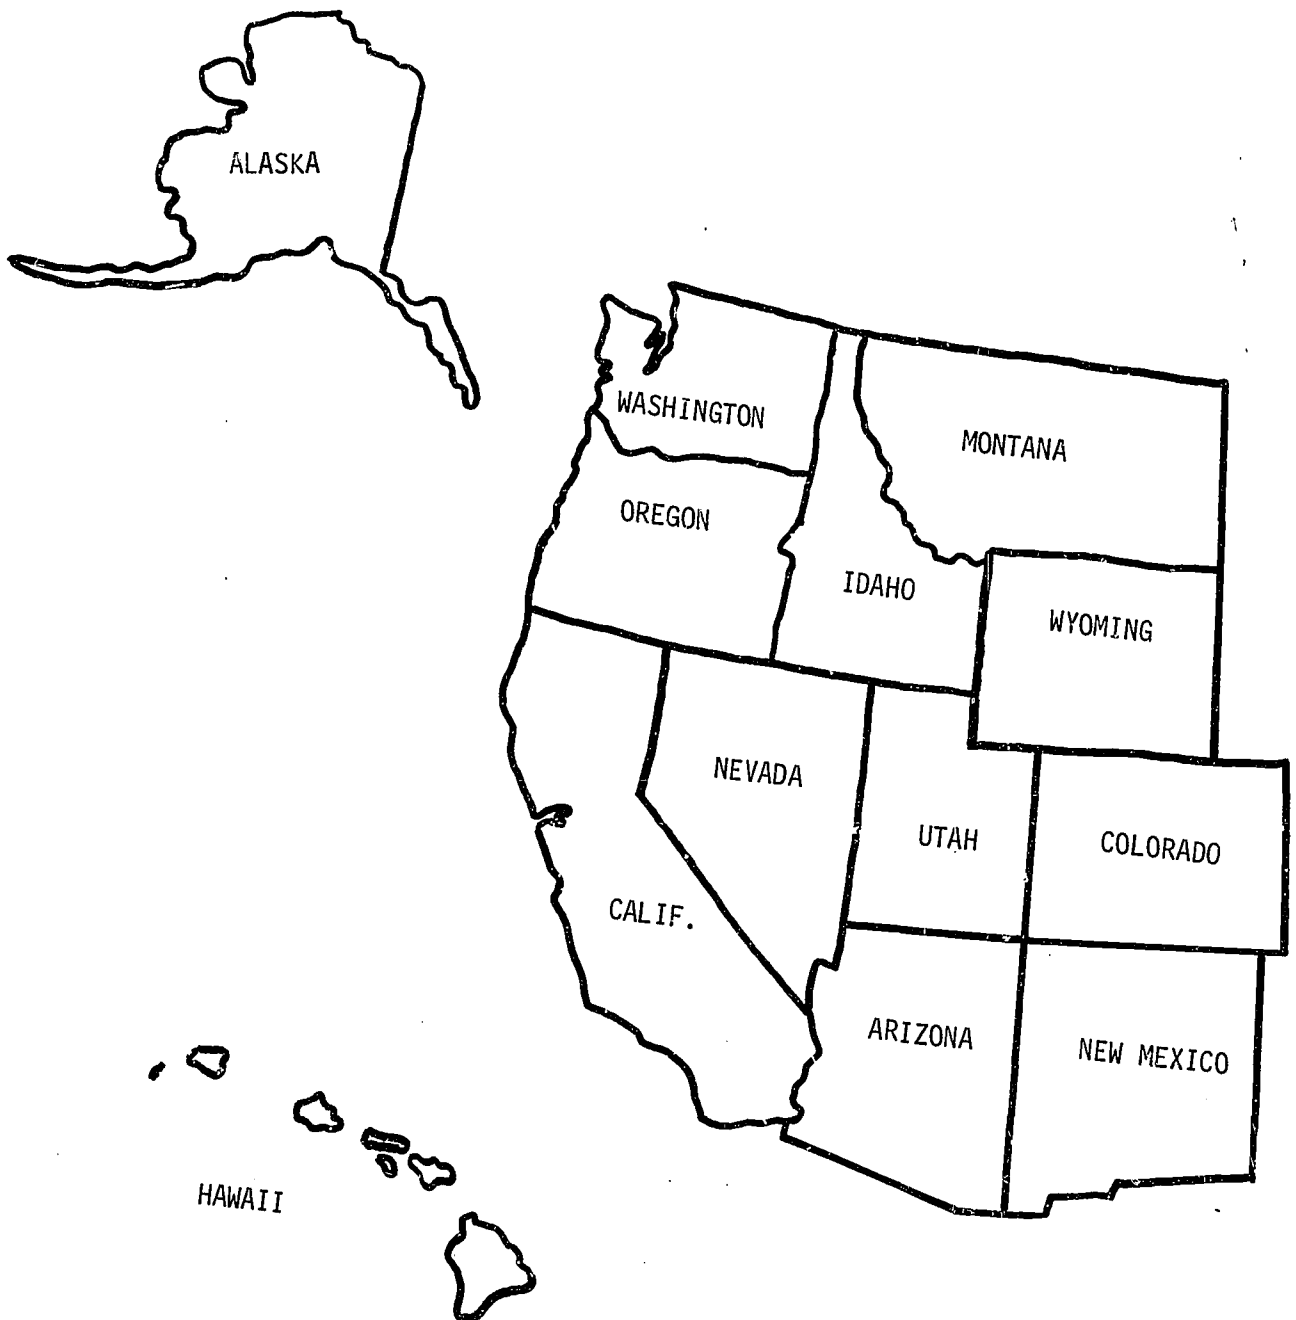 ALASKA
WASHINGTON
MONTANA
OREGON
IDAHO
WYOMING
NEVADA
UTAH
COLORADO
CALIF.
ARIZONA
NEW MEXICO
HAWAII